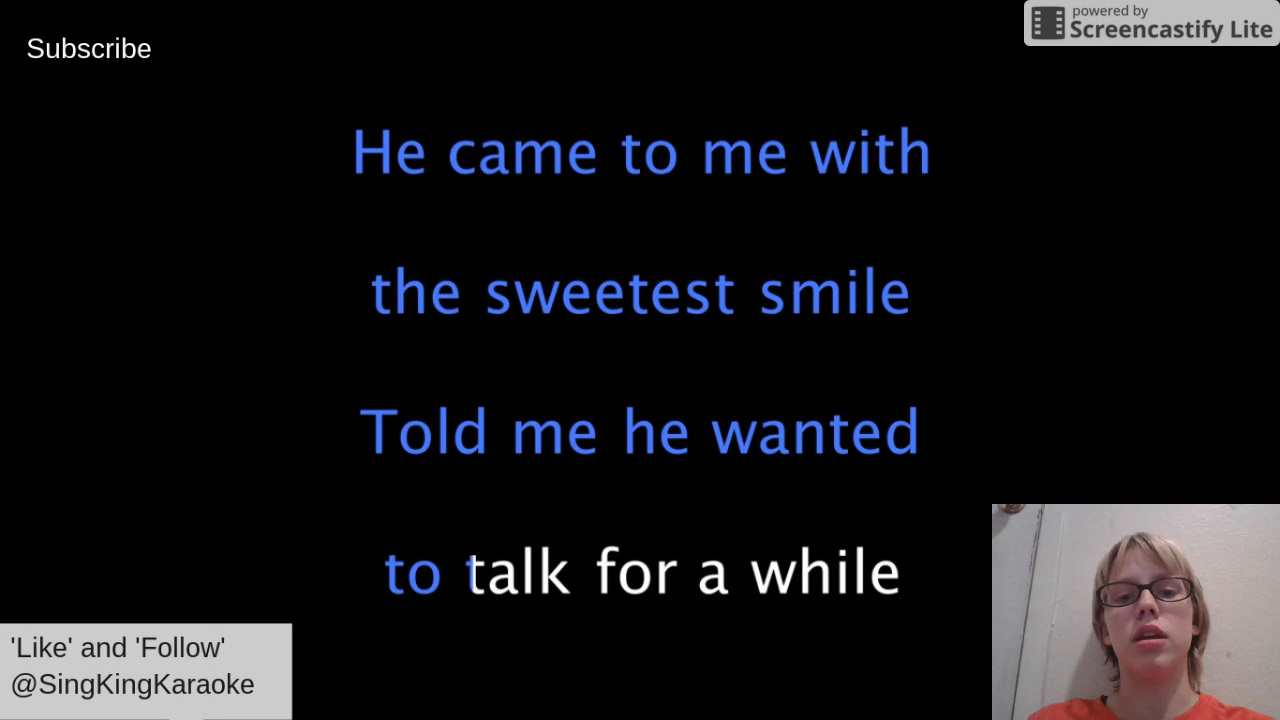 Subscribe
powered by
Screencastify Lite
He came to me with
the sweetest smile
Told me he wanted
to talk for a while
'Like' and 'Follow'
@SingKingKaraoke